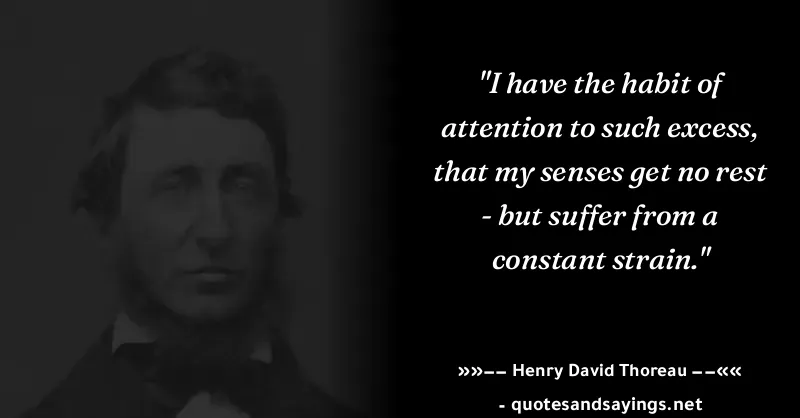 "I have the habit of
attention to such excess,
that my senses get no rest
- but suffer from a
constant strain."
»»–– Henry David Thoreau ––««
- quotesandsayings.net